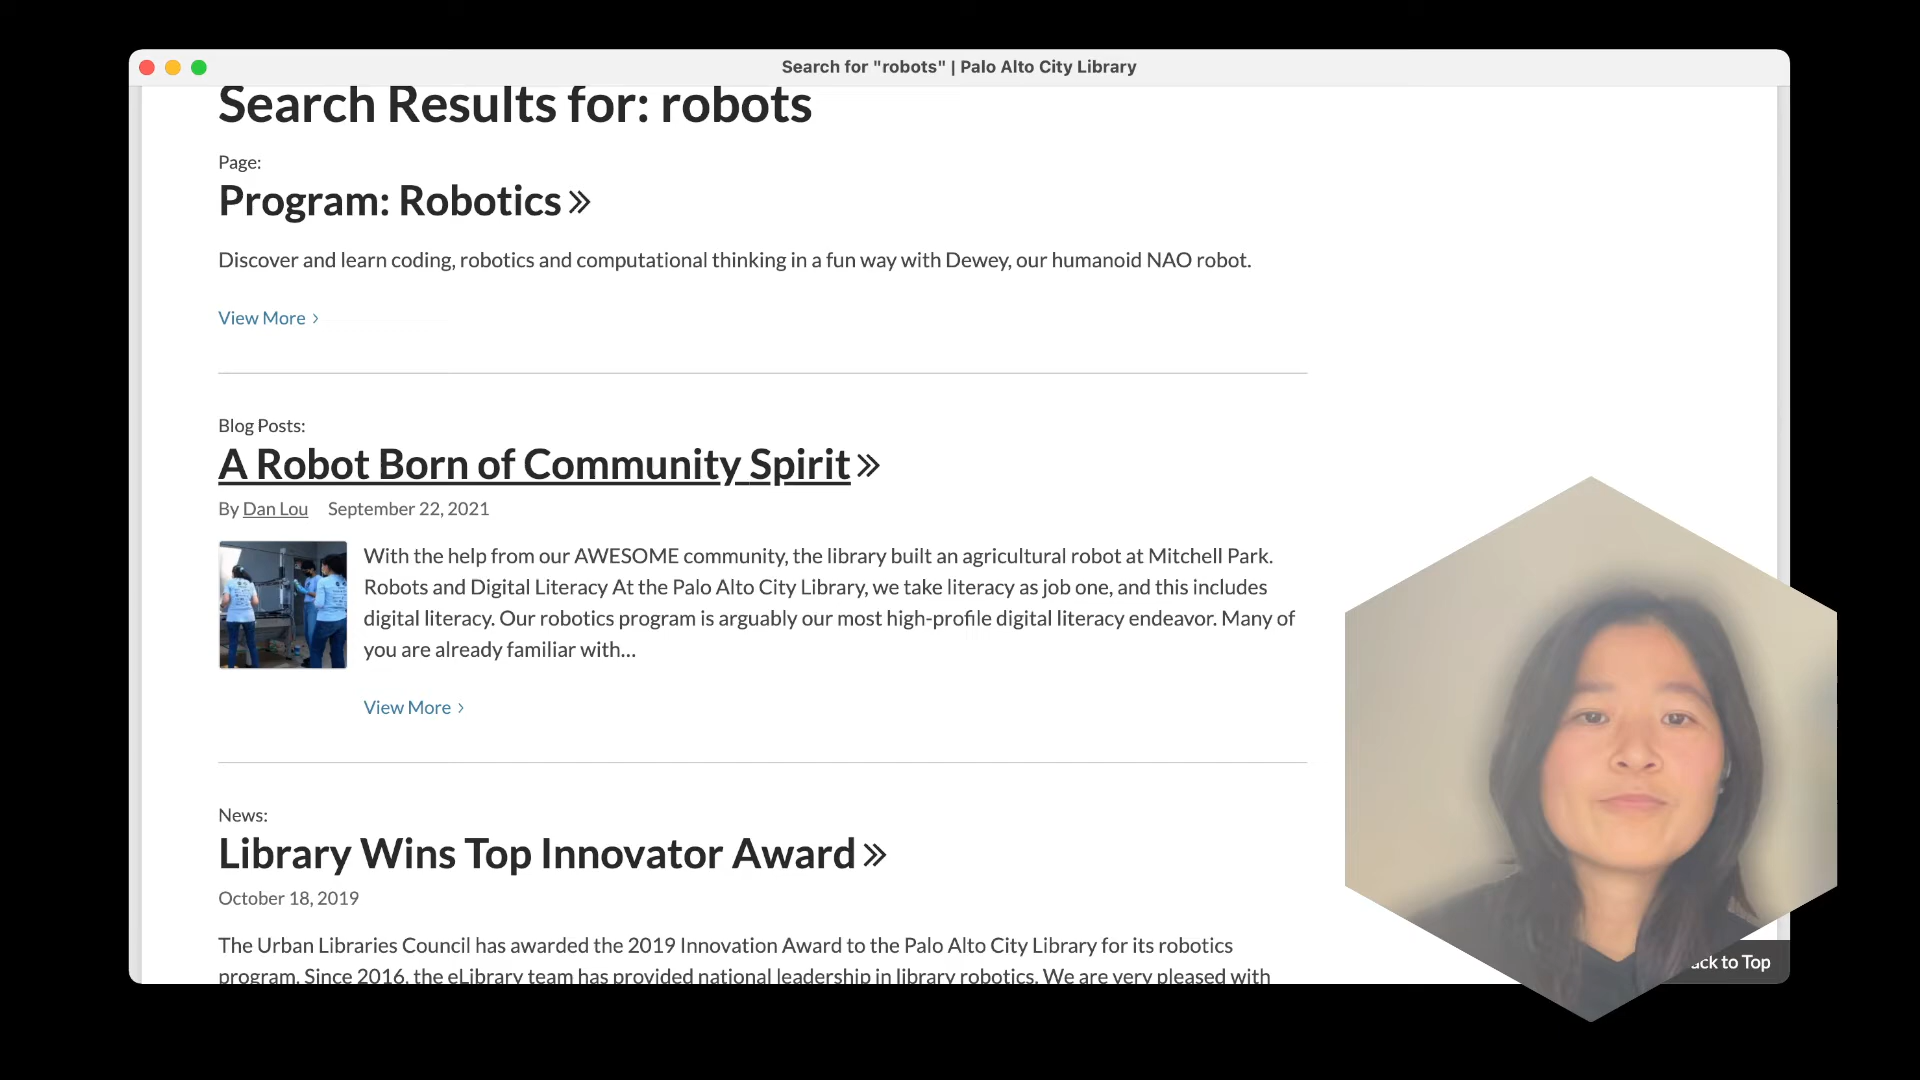 Search for "robots" | Palo Alto City Library
Search Results for: robots
Page:
Program: Robotics »
Discover and learn coding, robotics and computational thinking in a fun way with Dewey, our humanoid NAO robot.
View More ›
Blog Posts:
A Robot Born of Community Spirit »
By Dan Lou September 22, 2021
With the help from our AWESOME community, the library built an agricultural robot at Mitchell Park.
Robots and Digital Literacy At the Palo Alto City Library, we take literacy as job one, and this includes
digital literacy. Our robotics program is arguably our most high-profile digital literacy endeavor. Many of
you are already familiar with...
View More ›
News:
Library Wins Top Innovator Award »
October 18, 2019
The Urban Libraries Council has awarded the 2019 Innovation Award to the Palo Alto City Library for its robotics
program. Since 2016, the eLibrary team has provided national leadership in library robotics. We are very pleased with
to Top